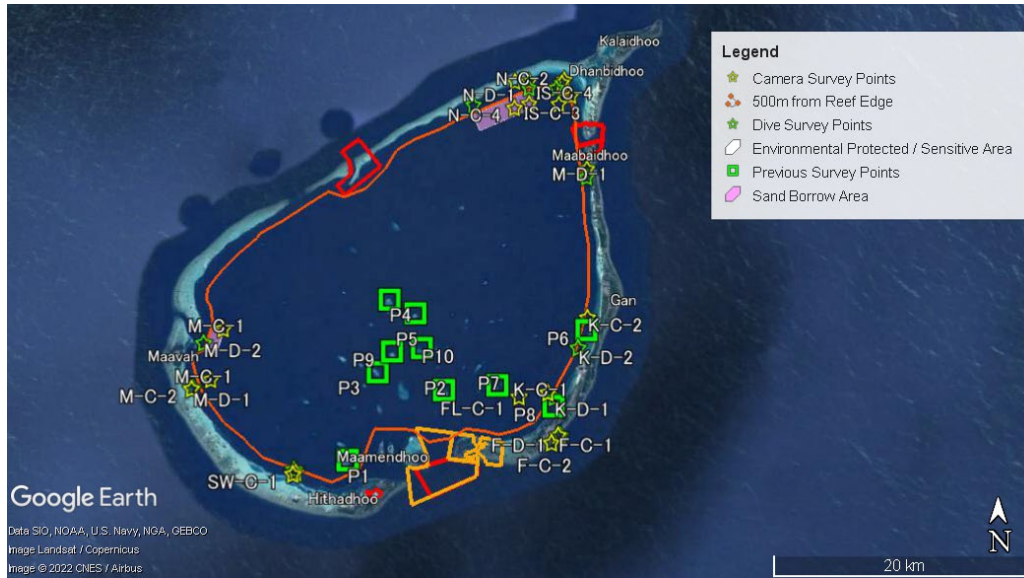 Kalaidhoo
Legend
Camera Survey Points
500m from Reef Edge
Dive Survey Points
Environmental Protected / Sensitive Area
Previous Survey Points
Sand Borrow Area
Dhanbidhoo
N-C-2
N-D-1
IS-C-4
N-C-4
IS-C-3
Maabaidhoo
M-D-1
Gan
P4
M-C-1
K-C-2
P5
P6
Maavah
M-D-2
P9
P10
K-D-2
P3
M-C-1
P2
P7
K-C-1
M-C-2
M-D-1
FL-C-1
P8
K-D-1
F-D-1
F-C-1
Maamendhoo
F-C-2
P1
SW-C-1
Hithadhoo
Google Earth
Data SIO, NOAA, U.S. Navy, NGA, GEBCO
Image Landsat / Copernicus
Image © 2022 CNES / Airbus
N
20 km